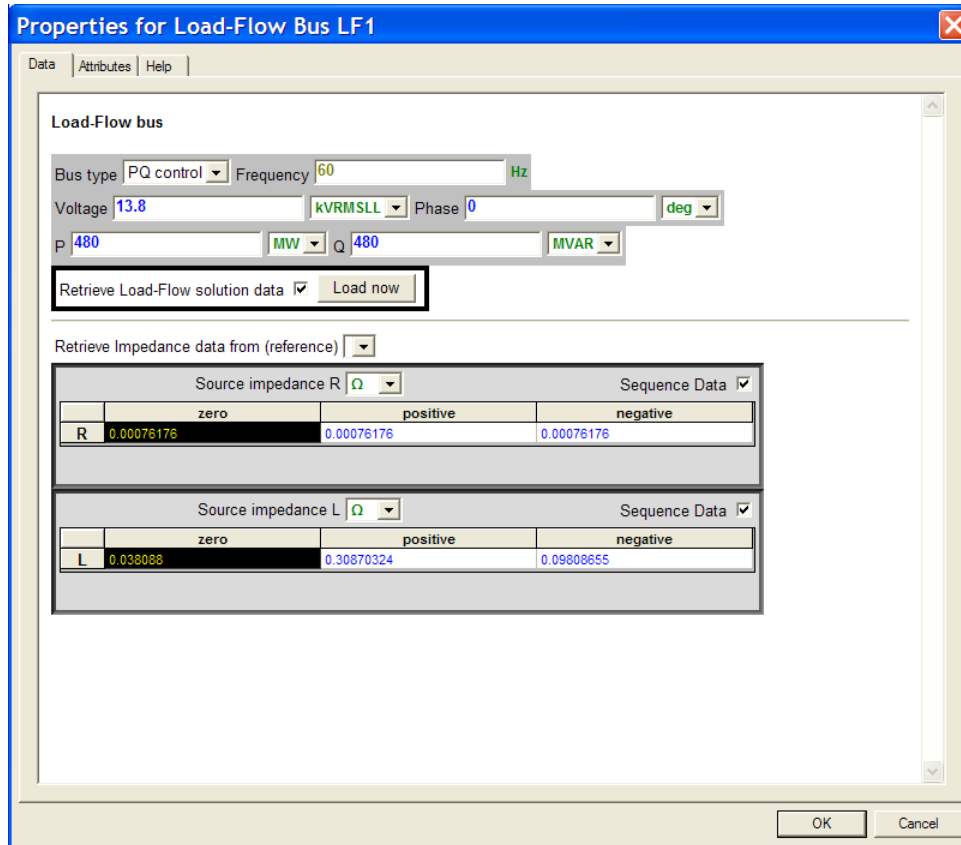 Properties for Load-Flow Bus LF1
Data Attributes Help
Load-Flow bus
Bus type PQ control Frequency 60 Hz
Voltage 13.8 kVRMSLL Phase 0 deg
P 480 MW Q 480 MVAR
Retrieve Load-Flow solution data Load now
Retrieve Impedance data from (reference)
Source impedance R Ω Sequence Data
zero positive negative
R 0.00076176 0.00076176 0.00076176
Source impedance L Ω Sequence Data
zero positive negative
L 0.038088 0.30870324 0.09808655
OK Cancel